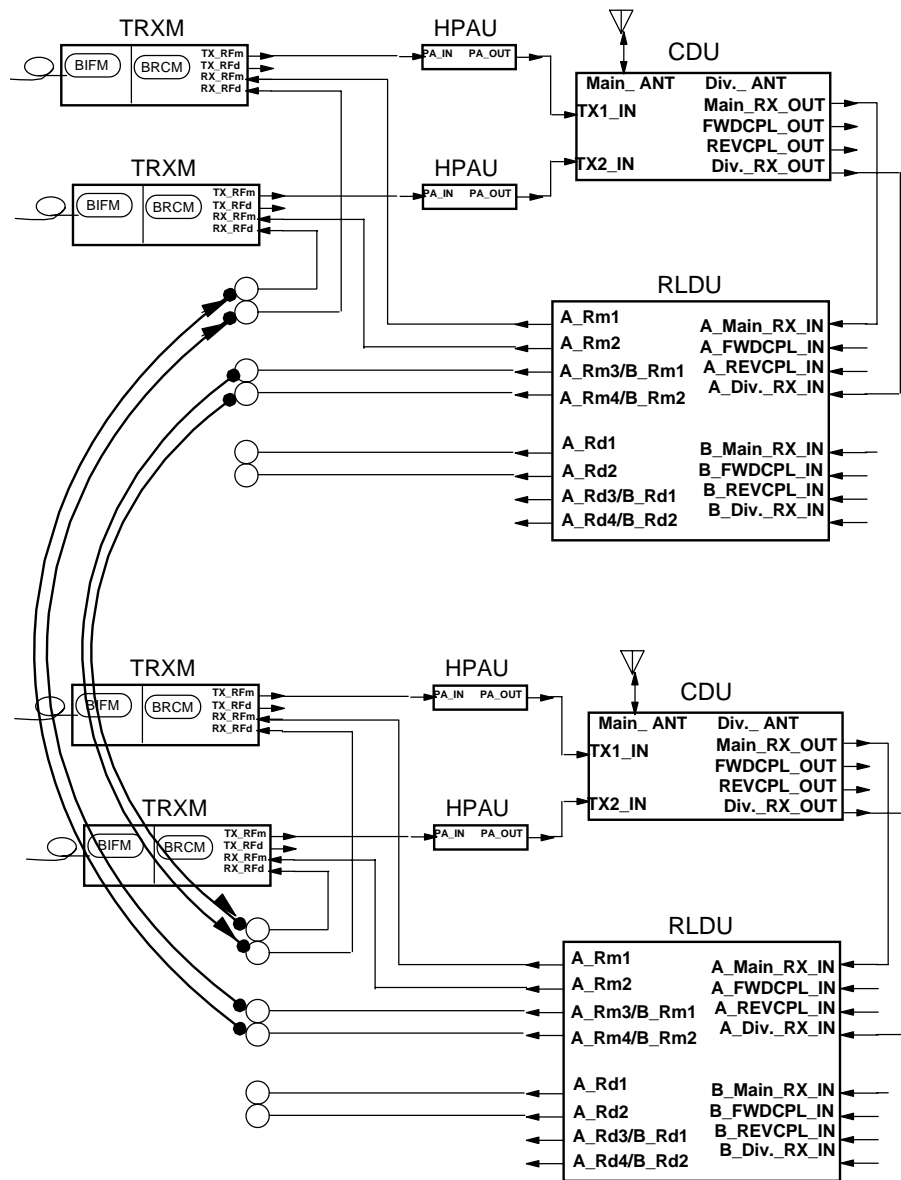 TRXM
HPAU
CDU
BIFM
BRCM
TX_RFm
TX_RFd
RX_RFm
RX_RFd
PA_IN PA_OUT
Main_ ANT Div._ ANT
Main_RX_OUT
TX1_IN
FWDCPL_OUT
REVCPL_OUT
TX2_IN
Div._RX_OUT
TRXM
HPAU
BIFM
BRCM
TX_RFm
TX_RFd
RX_RFm
RX_RFd
PA_IN PA_OUT
RLDU
A_Rm1
A_Main_RX_IN
A_Rm2
A_FWDCPL_IN
A_Rm3/B_Rm1
A_REVCPL_IN
A_Rm4/B_Rm2
A_Div._RX_IN
A_Rd1
B_Main_RX_IN
A_Rd2
B_FWDCPL_IN
A_Rd3/B_Rd1
B_REVCPL_IN
A_Rd4/B_Rd2
B_Div._RX_IN
TRXM
HPAU
CDU
BIFM
BRCM
TX_RFm
TX_RFd
RX_RFm
RX_RFd
PA_IN PA_OUT
Main_ ANT Div._ ANT
Main_RX_OUT
TX1_IN
FWDCPL_OUT
REVCPL_OUT
TX2_IN
Div._RX_OUT
TRXM
HPAU
BIFM
BRCM
TX_RFm
TX_RFd
RX_RFm
RX_RFd
PA_IN PA_OUT
RLDU
A_Rm1
A_Main_RX_IN
A_Rm2
A_FWDCPL_IN
A_Rm3/B_Rm1
A_REVCPL_IN
A_Rm4/B_Rm2
A_Div._RX_IN
A_Rd1
B_Main_RX_IN
A_Rd2
B_FWDCPL_IN
A_Rd3/B_Rd1
B_REVCPL_IN
A_Rd4/B_Rd2
B_Div._RX_IN